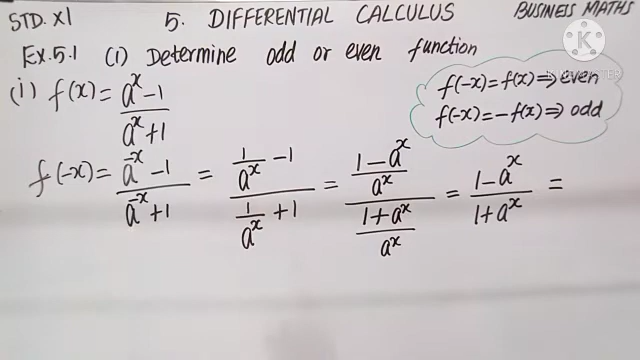 STD. XI 5. DIFFERENTIAL CALCULUS BUSINESS MATHS
Ex.5.1 (1) Determine odd or even function
(i) f(x) = (a^x - 1)/(a^x + 1)
f(-x) = f(x) ⇒ even
f(-x) = -f(x) ⇒ odd
f(-x) = (a^-x - 1)/(a^-x + 1) = (1/a^x - 1)/(1/a^x + 1) = ((1 - a^x)/a^x)/((1 + a^x)/a^x) = (1 - a^x)/(1 + a^x) =